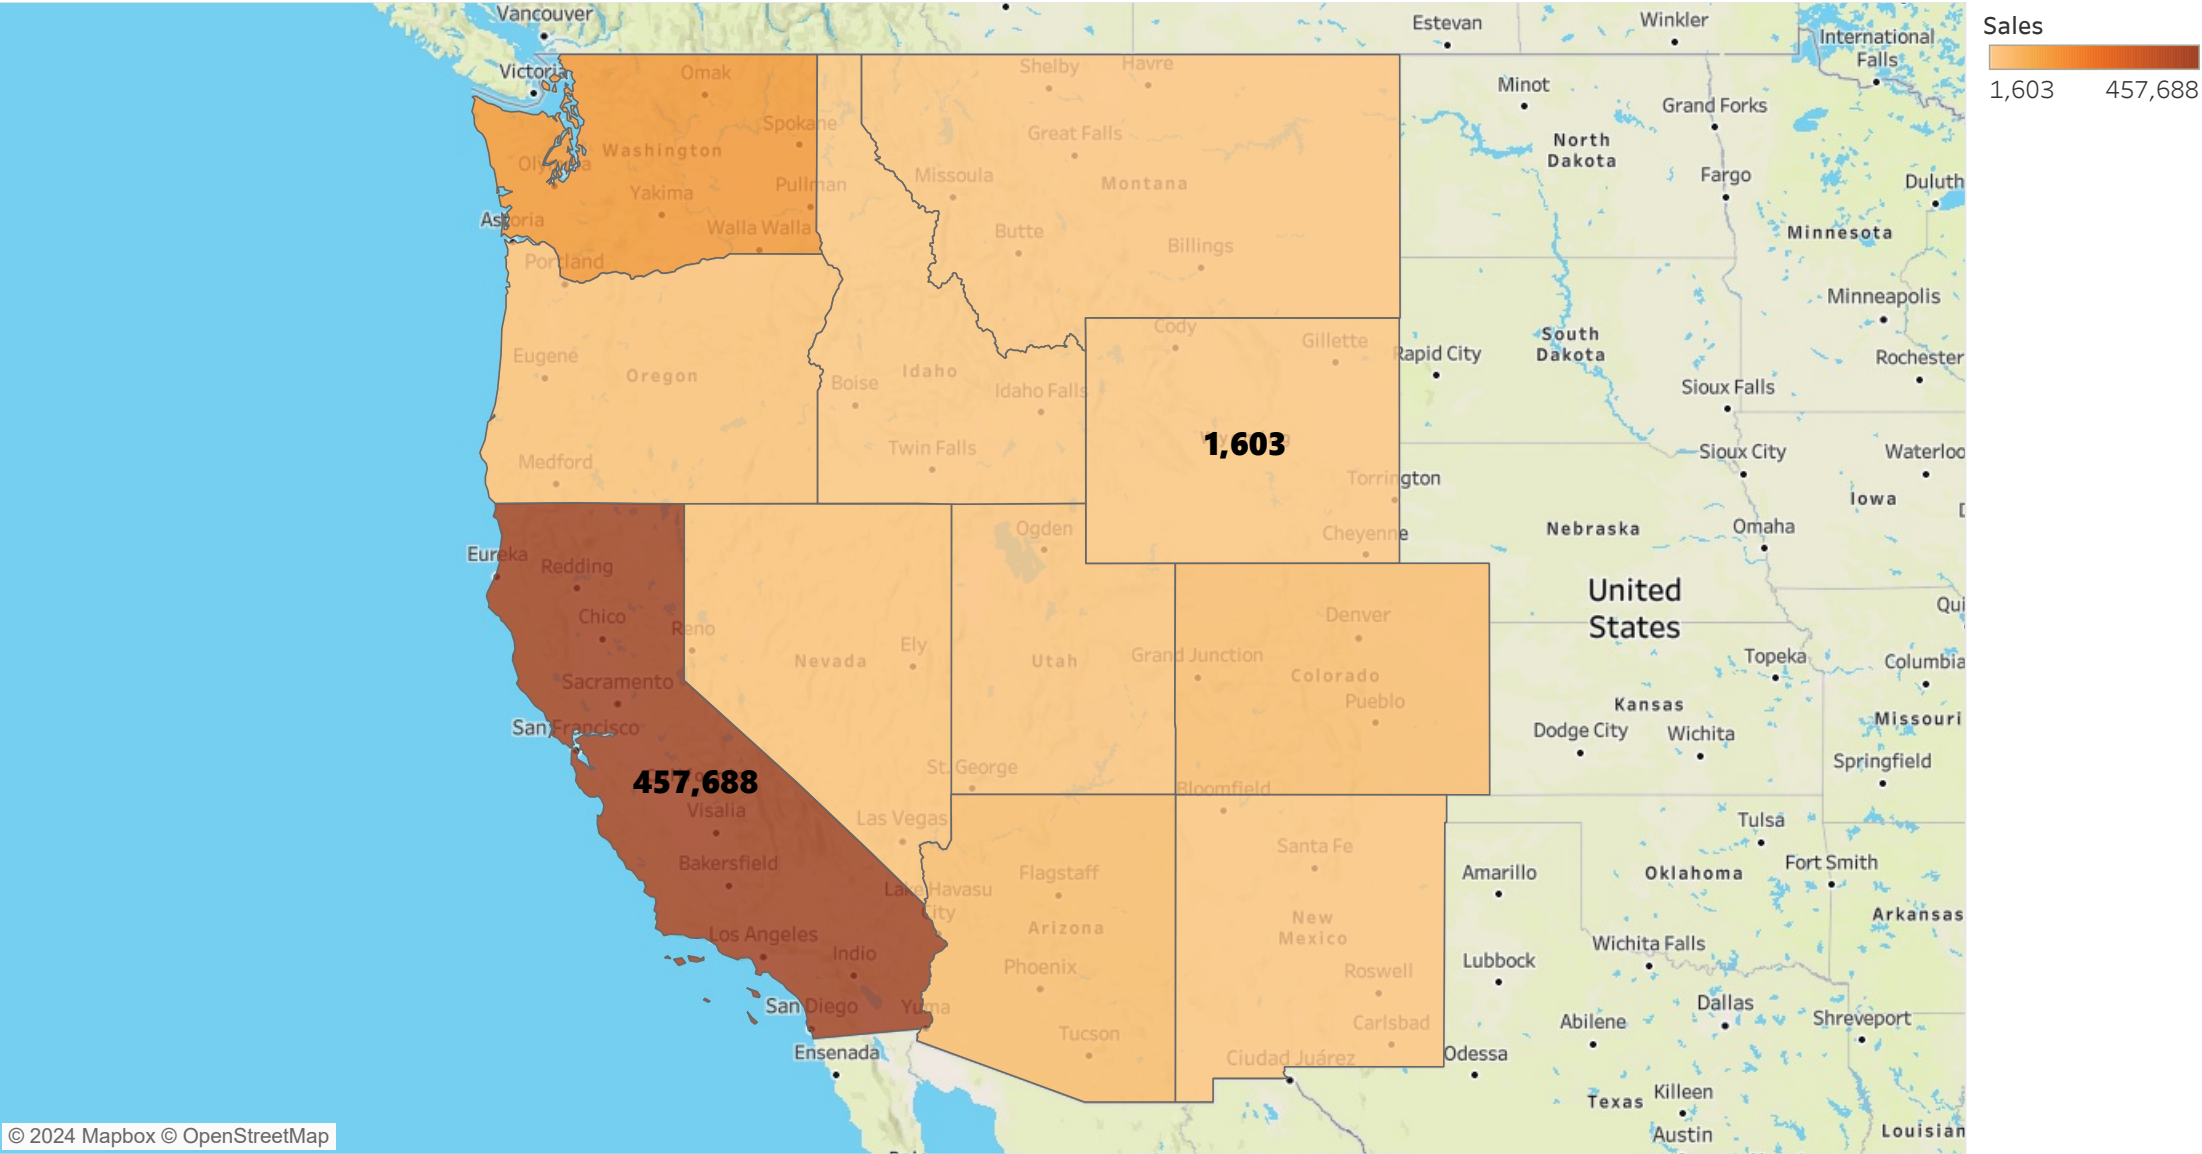 Vancouver
Victoria
Estevan
Winkler
International
Falls
Sales
1,603 457,688
Omak
Shelby
Havre
Minot
Grand Forks
Spokane
Great Falls
Washington
North
Dakota
Olympia
Missoula
Montana
Fargo
Duluth
Pullman
Yakima
Astoria
Walla Walla
Butte
Billings
Minnesota
Portland
Minneapolis
Cody
Gillette
South
Dakota
Rapid City
Rochester
Eugene
Oregon
Boise
Idaho
Idaho Falls
Sioux Falls
1,603
Medford
Twin Falls
Torrington
Sioux City
Waterloo
Iowa
Ogden
Cheyenne
Nebraska
Omaha
Eureka
Redding
United
States
Chico
Reno
Ely
Denver
Nevada
Utah
Grand Junction
Colorado
Topeka
Columbia
Sacramento
Pueblo
Kansas
Missouri
San Francisco
Dodge City
Wichita
457,688
St. George
Springfield
Bloomfield
Visalia
Las Vegas
Tulsa
Santa Fe
Bakersfield
Flagstaff
Amarillo
Oklahoma
Fort Smith
Lake Havasu
City
Arizona
New
Mexico
Arkansas
Los Angeles
Indio
Wichita Falls
Phoenix
Roswell
Lubbock
San Diego
Yuma
Dallas
Tucson
Carlsbad
Abilene
Shreveport
Ensenada
Ciudad Juárez
Odessa
Texas
Killeen
Austin
Louisian
© 2024 Mapbox © OpenStreetMap